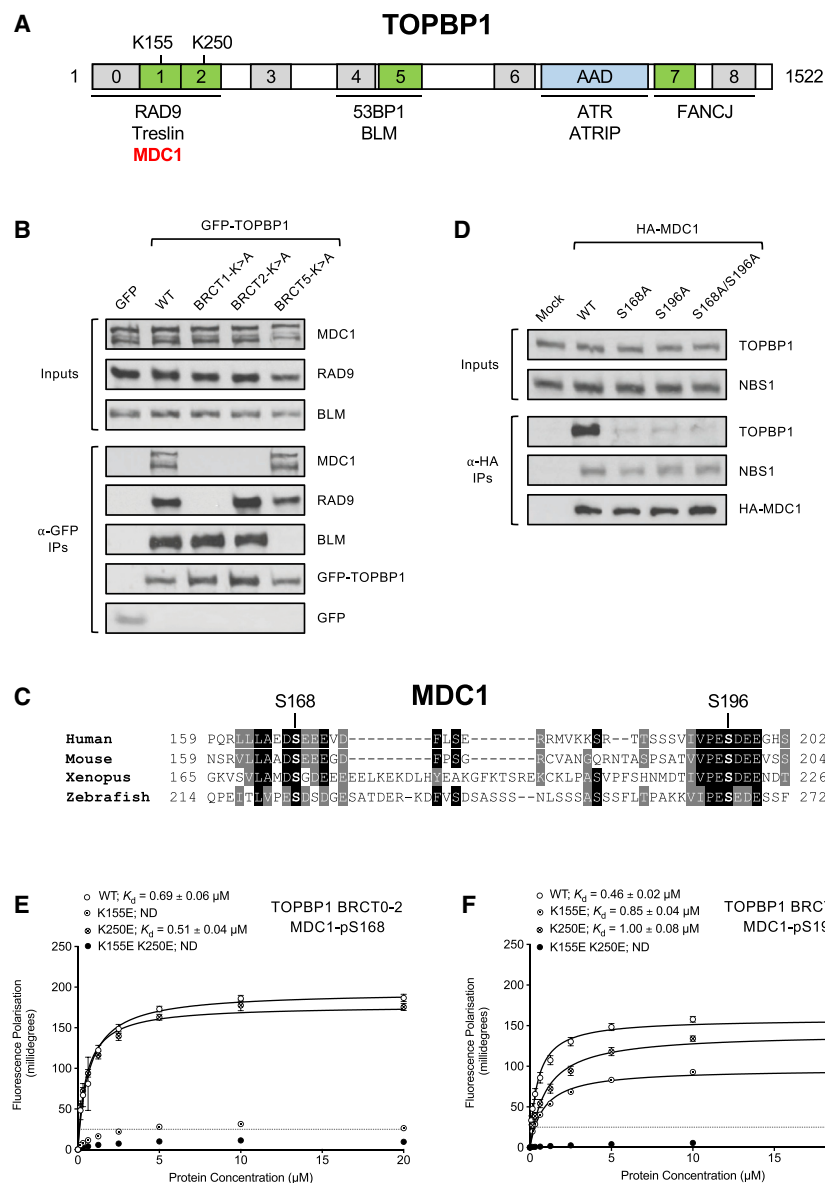 A
TOPBP1
K155 K250
1 0 1 2 3 4 5 6 AAD 7 8 1522
RAD9 53BP1 ATR FANCJ
Treslin BLM ATRIP
MDC1
B
GFP-TOPBP1
GFP WT BRCT1-K>A BRCT2-K>A BRCT5-K>A
Inputs
MDC1
RAD9
BLM
α-GFP
IPs
MDC1
RAD9
BLM
GFP-TOPBP1
GFP
D
HA-MDC1
Mock WT S168A S196A S168A/S196A
Inputs
TOPBP1
NBS1
α-HA
IPs
TOPBP1
NBS1
HA-MDC1
C
MDC1
S168 S196
Human 159 PQRLLLAEDSEEEVD----------FLSE-------RRMVKKSR--TTSSSVIVPESDEEGHS 202
Mouse 159 NSRVLLAADSEEEGD----------FPSG-------RCVANGQRNTASPSATVVPESDEEVSS 204
Xenopus 165 GKVSVLAMDSGDEEEELKEKDLHYEAKGFKTSREKCKLPASVPFSHNMDTIVPESDEENDT 226
Zebrafish 214 QPEITLVPESDSDGESATDERK-DFVSDSASSS--NLSSSASSSFLTPAKKVIPESEDESSF 272
E
WT; Kd = 0.69 ± 0.06 µM
K155E; ND
K250E; Kd = 0.51 ± 0.04 µM
K155E K250E; ND
TOPBP1 BRCT0-2
MDC1-pS168
Fluorescence Polarisation
(millidegrees)
250
200
150
100
50
0
0 5 10 15 20
Protein Concentration (µM)
F
WT; Kd = 0.46 ± 0.02 µM
K155E; Kd = 0.85 ± 0.04 µM
K250E; Kd = 1.00 ± 0.08 µM
K155E K250E; ND
TOPBP1 BRCT
MDC1-pS19
Fluorescence Polarisation
(millidegrees)
250
200
150
100
50
0
0 5 10 15
Protein Concentration (µM)